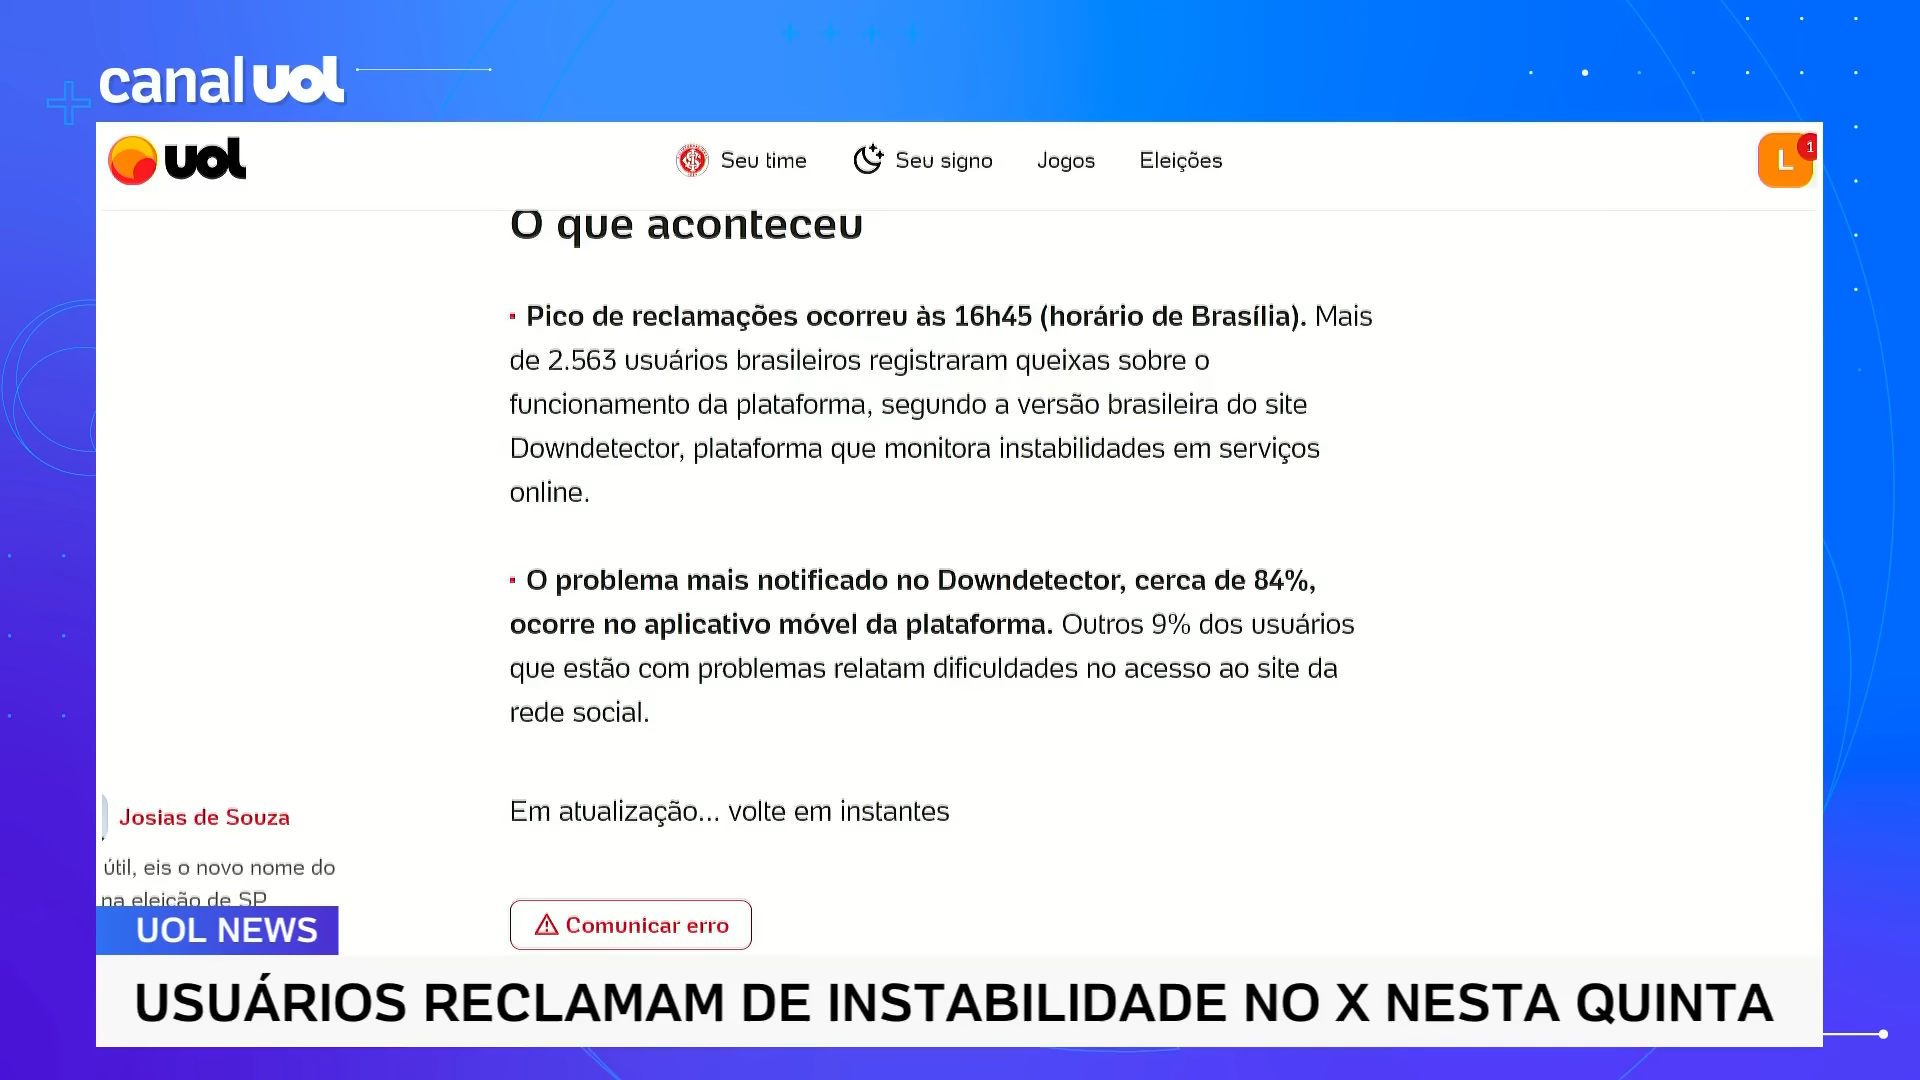 canal uol
uol
Seu time
Seu signo
Jogos
Eleições
L
1
O que aconteceu
Pico de reclamações ocorreu às 16h45 (horário de Brasília). Mais
de 2.563 usuários brasileiros registraram queixas sobre o
funcionamento da plataforma, segundo a versão brasileira do site
Downdetector, plataforma que monitora instabilidades em serviços
online.
O problema mais notificado no Downdetector, cerca de 84%,
ocorre no aplicativo móvel da plataforma. Outros 9% dos usuários
que estão com problemas relatam dificuldades no acesso ao site da
rede social.
Em atualização... volte em instantes
Josias de Souza
útil, eis o novo nome do
na eleição de SP
Comunicar erro
UOL NEWS
USUÁRIOS RECLAMAM DE INSTABILIDADE NO X NESTA QUINTA